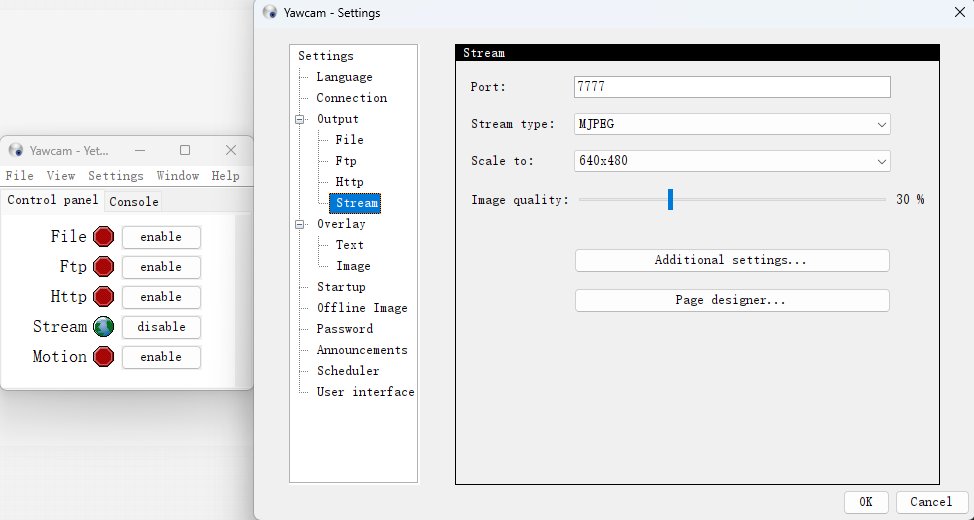 Yawcam - Settings
Settings
Language
Connection
Output
File
Ftp
Http
Stream
Overlay
Text
Image
Startup
Offline Image
Password
Announcements
Scheduler
User interface
Stream
Port: 7777
Stream type: MJPEG
Scale to: 640x480
Image quality: 30 %
Additional settings...
Page designer...
OK Cancel
Yawcam - Yet...
File View Settings Window Help
Control panel Console
File enable
Ftp enable
Http enable
Stream disable
Motion enable